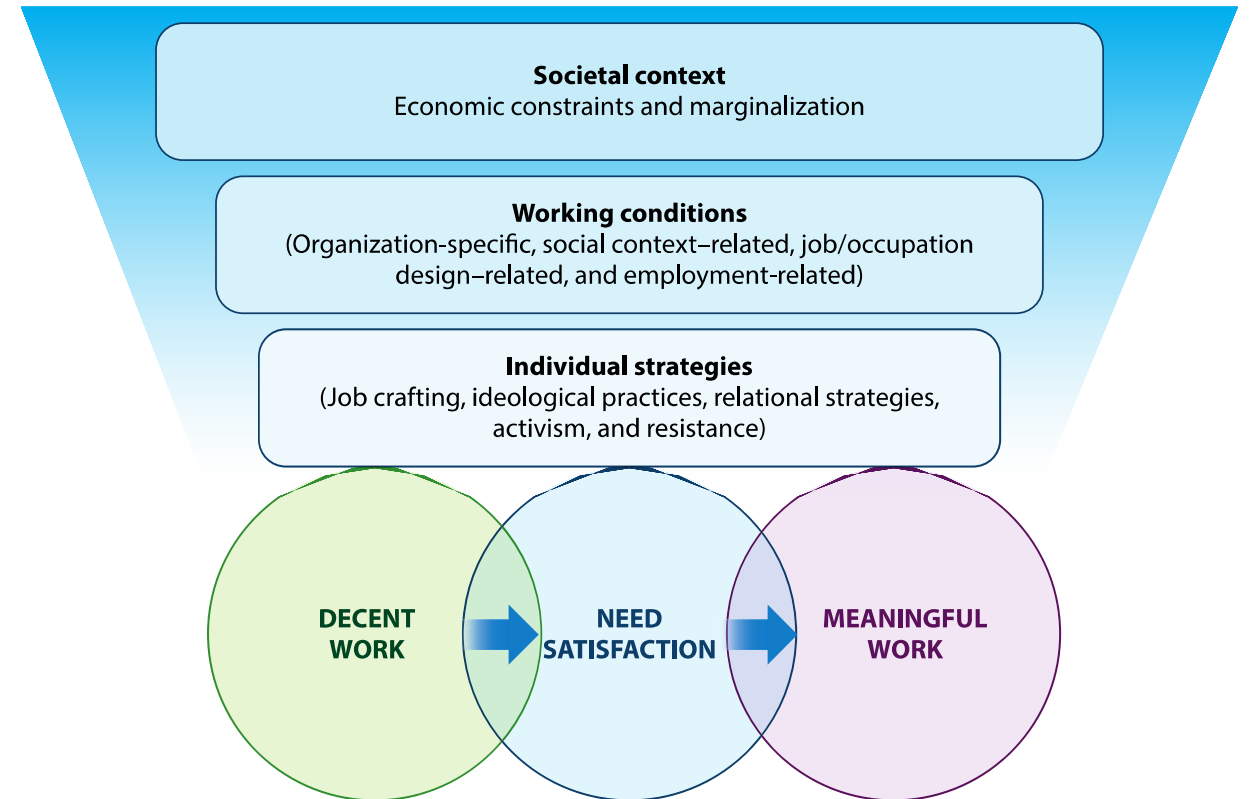 Societal context
Economic constraints and marginalization
Working conditions
(Organization-specific, social context–related, job/occupation
design–related, and employment-related)
Individual strategies
(Job crafting, ideological practices, relational strategies,
activism, and resistance)
DECENT
WORK
NEED
SATISFACTION
MEANINGFUL
WORK